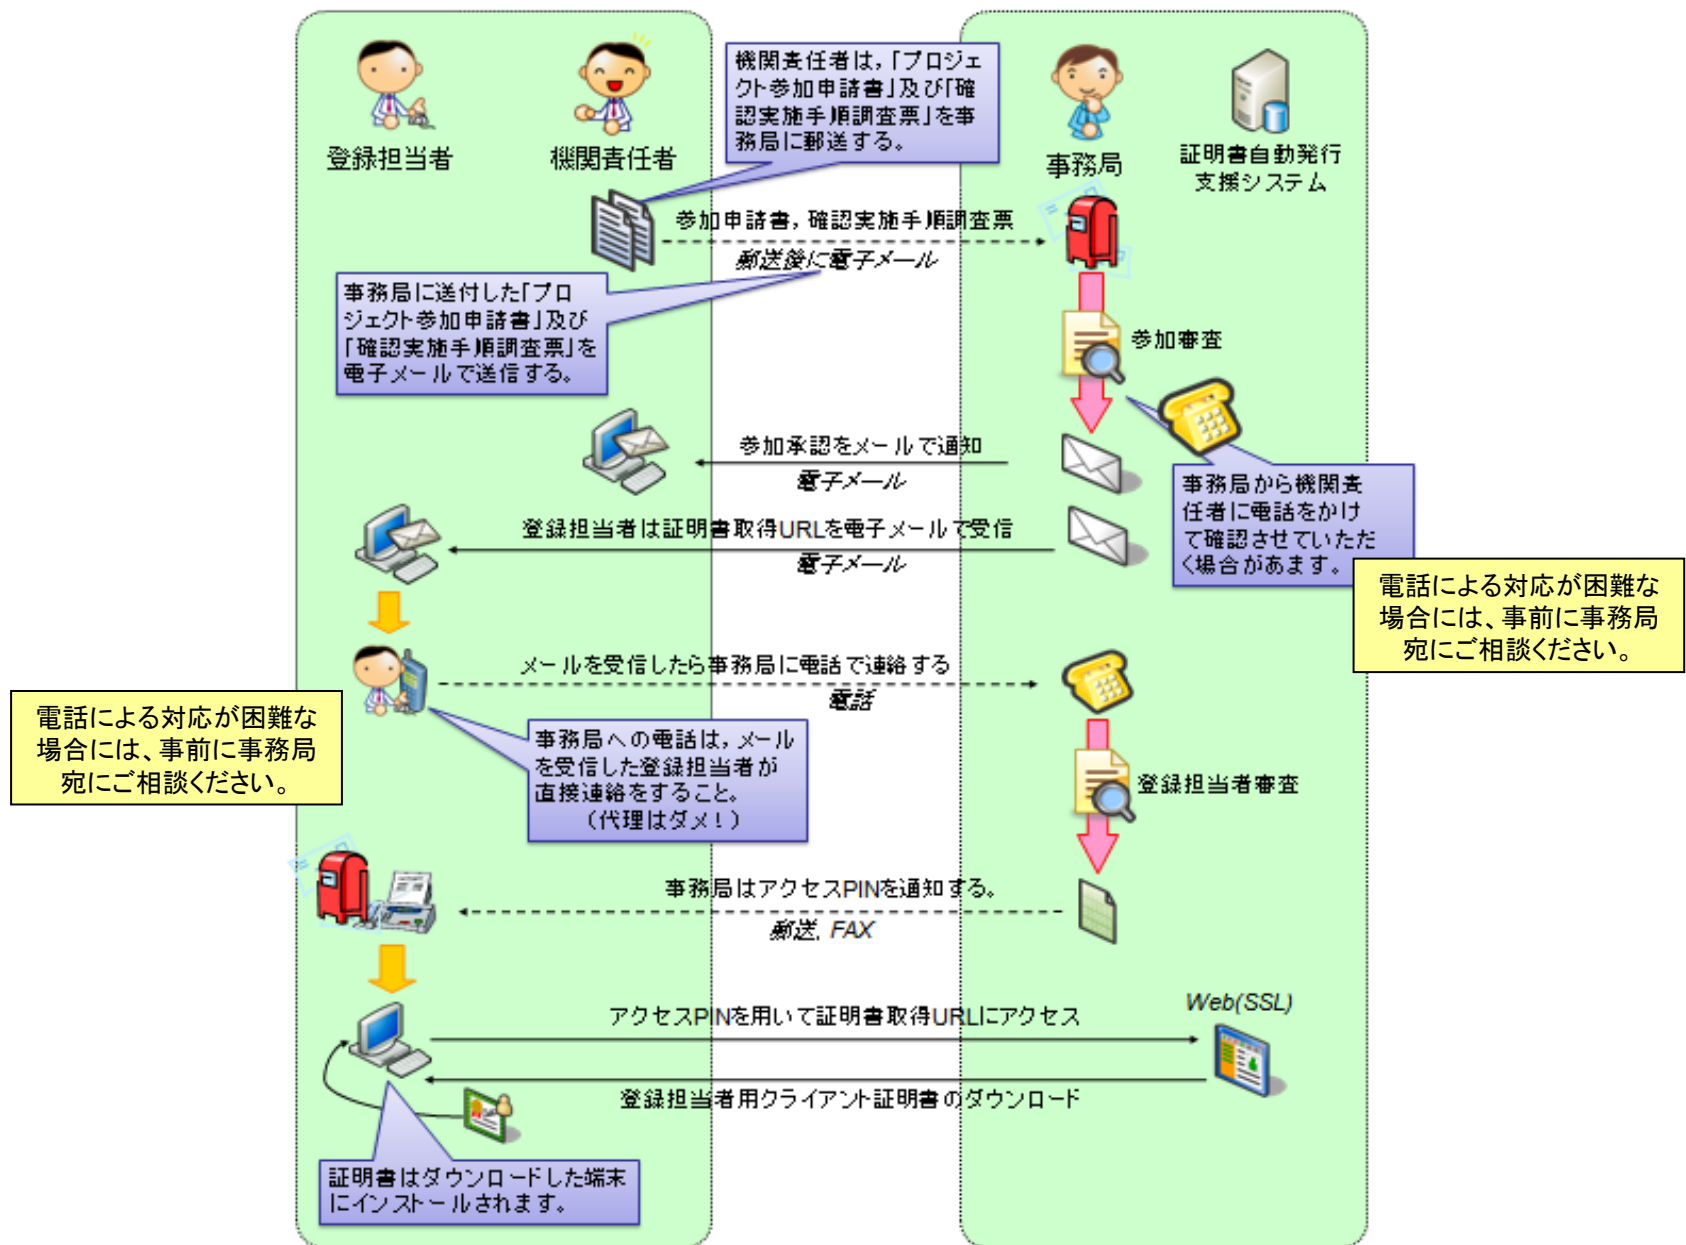 登録担当者
機関責任者
機関責任者は，「プロジェ
クト参加申請書」及び「確
認実施手順調査票」を事
務局に郵送する。
事務局
証明書自動発行
支援システム
参加申請書，確認実施手順調査票
郵送後に電子メール
事務局に送付した「プロ
ジェクト参加申請書」及び
「確認実施手順調査票」を
電子メールで送信する。
参加審査
参加承認をメールで通知
電子メール
事務局から機関責
任者に電話をかけ
て確認させていただ
く場合があます。
登録担当者は証明書取得URLを電子メールで受信
電子メール
電話による対応が困難な
場合には、事前に事務局
宛にご相談ください。
メールを受信したら事務局に電話で連絡する
電話
電話による対応が困難な
場合には、事前に事務局
宛にご相談ください。
事務局への電話は，メール
を受信した登録担当者が
直接連絡をすること。
（代理はダメ！）
登録担当者審査
事務局はアクセスPINを通知する。
郵送, FAX
Web(SSL)
アクセスPINを用いて証明書取得URLにアクセス
登録担当者用クライアント証明書のダウンロード
証明書はダウンロードした端末
にインストールされます。